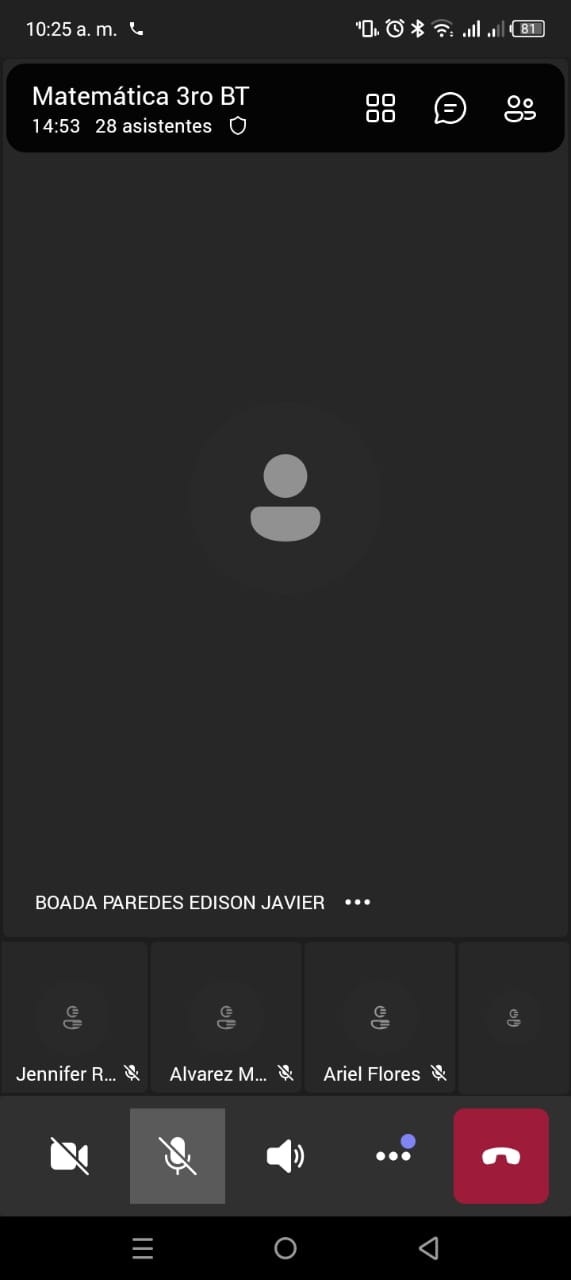 10:25 a. m.
81
Matemática 3ro BT
14:53 28 asistentes
BOADA PAREDES EDISON JAVIER
Jennifer R... Alvarez M... Ariel Flores